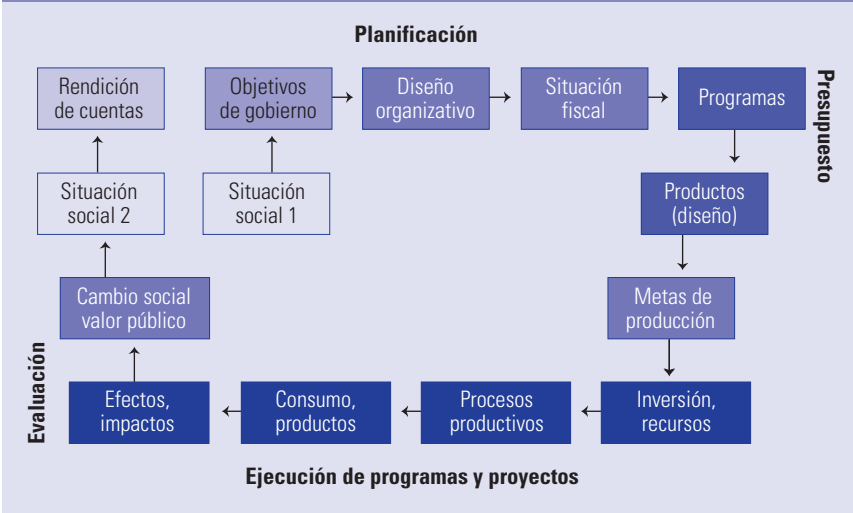 Planificación
Rendición
de cuentas
Objetivos
de gobierno
Diseño
organizativo
Situación
fiscal
Programas
Presupuesto
Situación
social 2
Situación
social 1
Productos
(diseño)
Cambio social
valor público
Metas de
producción
Evaluación
Efectos,
impactos
Consumo,
productos
Procesos
productivos
Inversión,
recursos
Ejecución de programas y proyectos